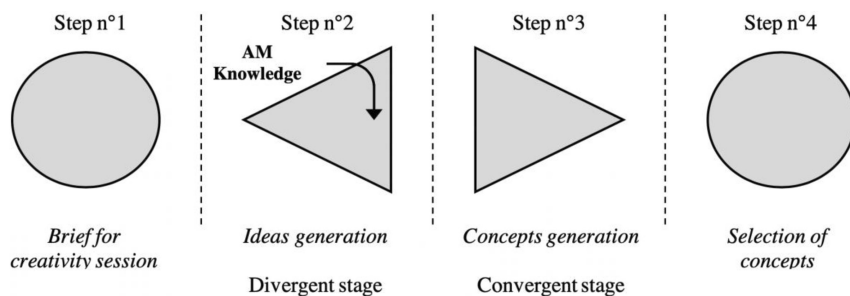 Step n°1
Step n°2
Step n°3
Step n°4
AM
Knowledge
Brief for
creativity session
Ideas generation
Concepts generation
Selection of
concepts
Divergent stage
Convergent stage